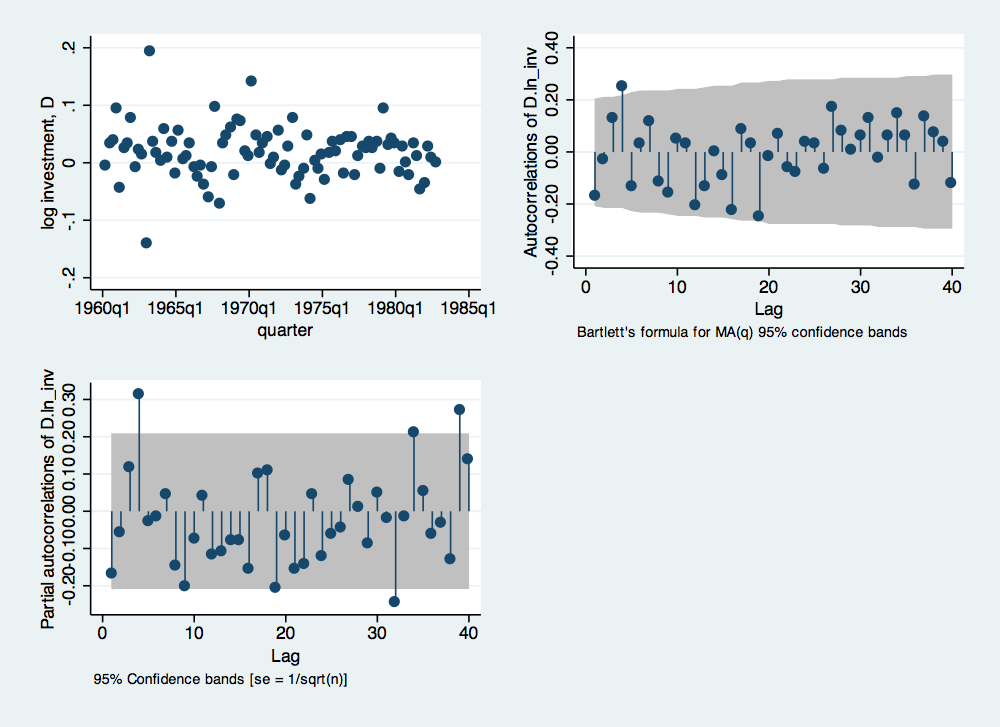 log investment, D
.2
.1
0
-.1
-.2
1960q1 1965q1 1970q1 1975q1 1980q1 1985q1
quarter
Autocorrelations of D.ln_inv
0.40
0.20
0.00
-0.20
-0.40
0 10 20 30 40
Lag
Bartlett's formula for MA(q) 95% confidence bands
Partial autocorrelations of D.ln_inv
0.30
0.20
0.10
0.00
-0.10
-0.20
0 10 20 30 40
Lag
95% Confidence bands [se = 1/sqrt(n)]